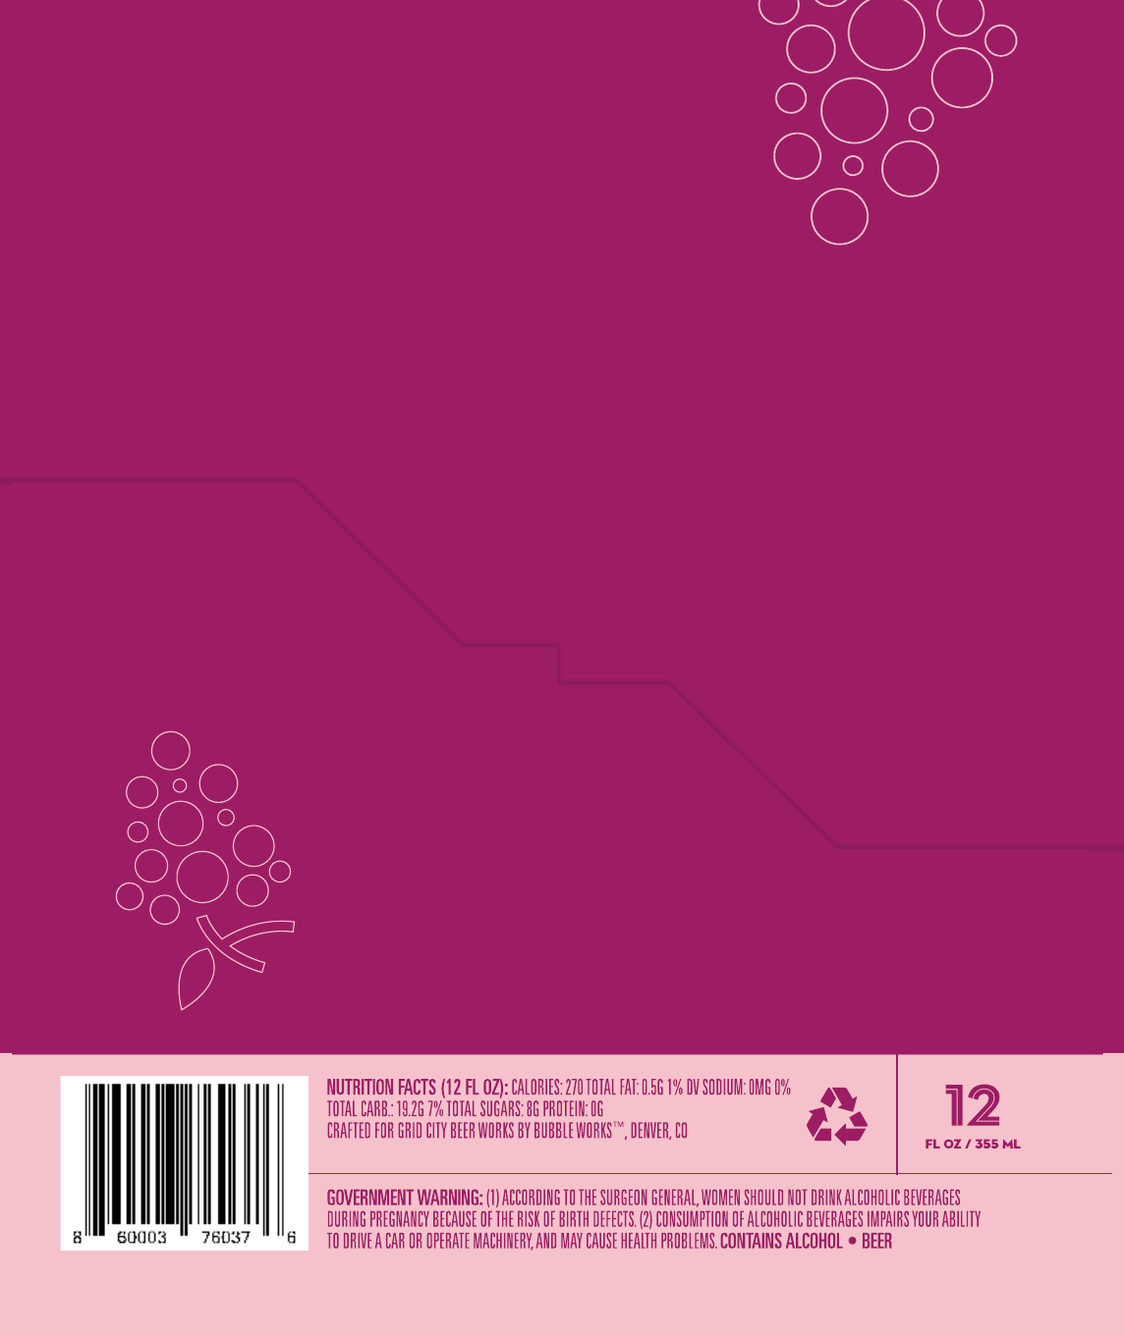 NUTRITION FACTS (12 FL OZ): CALORIES: 270 TOTAL FAT: 0.5G 1% DV SODIUM: 0MG 0%
TOTAL CARB.: 19.2G 7% TOTAL SUGARS: 8G PROTEIN: 0G
CRAFTED FOR GRID CITY BEER WORKS BY BUBBLE WORKS™, DENVER, CO
12
FL OZ / 355 ML
GOVERNMENT WARNING: (1) ACCORDING TO THE SURGEON GENERAL, WOMEN SHOULD NOT DRINK ALCOHOLIC BEVERAGES
DURING PREGNANCY BECAUSE OF THE RISK OF BIRTH DEFECTS. (2) CONSUMPTION OF ALCOHOLIC BEVERAGES IMPAIRS YOUR ABILITY
TO DRIVE A CAR OR OPERATE MACHINERY, AND MAY CAUSE HEALTH PROBLEMS. CONTAINS ALCOHOL • BEER
8 60003 76037 6